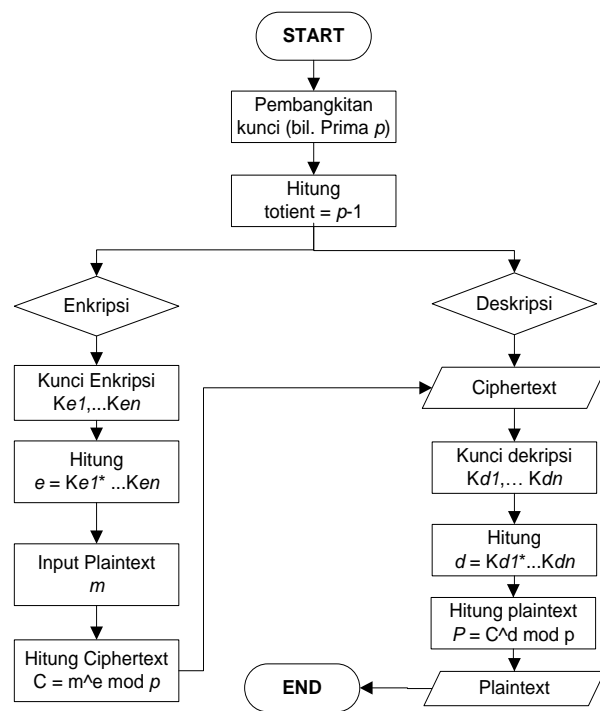 START
Pembangkitan
kunci (bil. Prima p)
Hitung
totient = p-1
Enkripsi
Deskripsi
Kunci Enkripsi
Ke1,...Ken
Hitung
e = Ke1* ...Ken
Input Plaintext
m
Hitung Ciphertext
C = m^e mod p
Ciphertext
Kunci dekripsi
Kd1,... Kdn
Hitung
d = Kd1*...Kdn
Hitung plaintext
P = C^d mod p
Plaintext
END